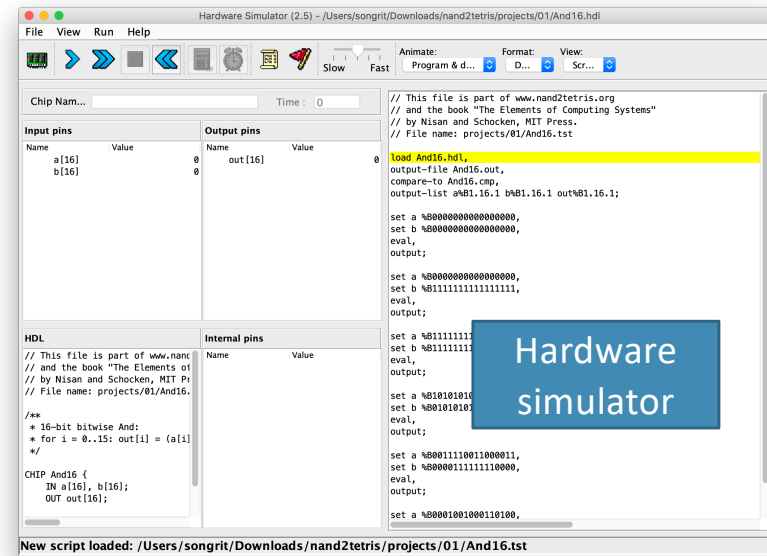 Hardware Simulator (2.5) - /Users/songrit/Downloads/nand2tetris/projects/01/And16.hdl
File View Run Help
Slow Fast
Animate: Format: View:
Program & d... D... Scr...
Chip Nam... Time : 0
Input pins
Name Value
a[16] 0
b[16] 0
Output pins
Name Value
out[16] 0
HDL
// This file is part of www.nand
// and the book "The Elements of
// by Nisan and Schocken, MIT Pr
// File name: projects/01/And16.
/**
* 16-bit bitwise And:
* for i = 0..15: out[i] = (a[i]
*/
CHIP And16 {
IN a[16], b[16];
OUT out[16];
Internal pins
Name Value
// This file is part of www.nand2tetris.org
// and the book "The Elements of Computing Systems"
// by Nisan and Schocken, MIT Press.
// File name: projects/01/And16.tst
load And16.hdl,
output-file And16.out,
compare-to And16.cmp,
output-list a%B1.16.1 b%B1.16.1 out%B1.16.1;
set a %B0000000000000000,
set b %B0000000000000000,
eval,
output;
set a %B0000000000000000,
set b %B1111111111111111,
eval,
output;
set a %B11111111
set b %B11111111
eval,
output;
set a %B10101010
set b %B01010101
eval,
output;
set a %B0011110011000011,
set b %B0000111111110000,
eval,
output;
set a %B0001001000110100,
Hardware
simulator
New script loaded: /Users/songrit/Downloads/nand2tetris/projects/01/And16.tst